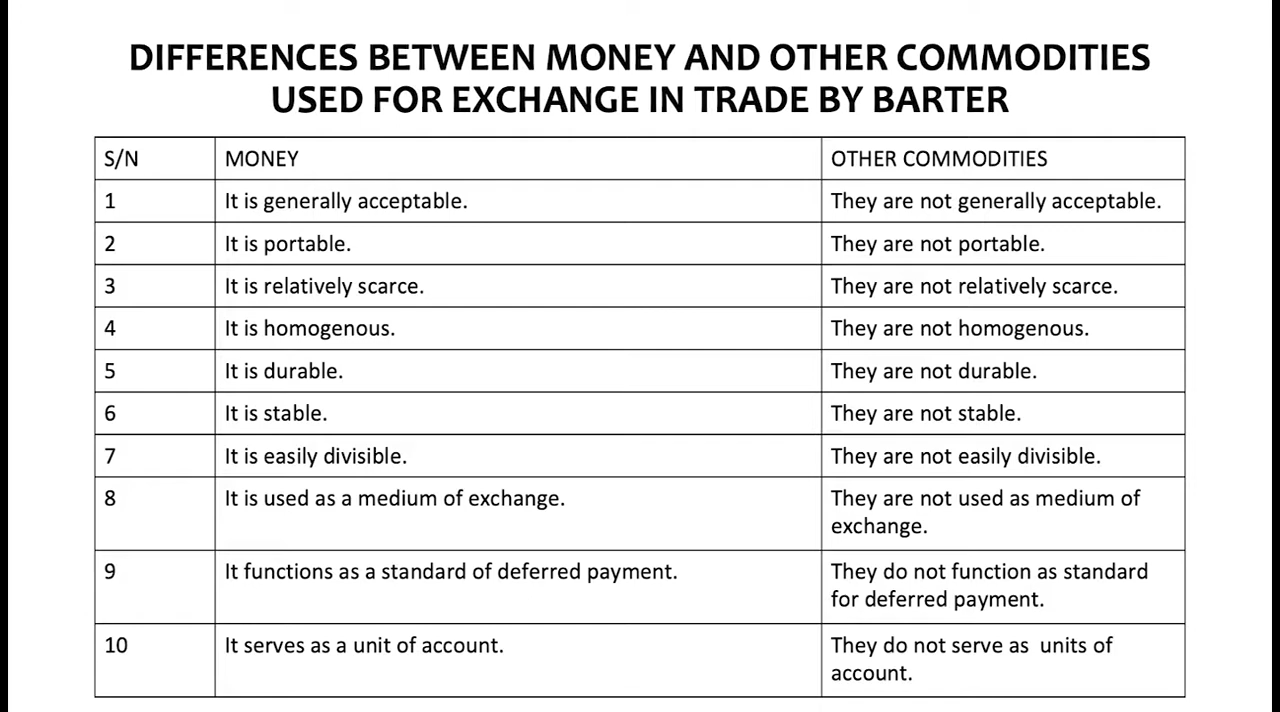 DIFFERENCES BETWEEN MONEY AND OTHER COMMODITIES
USED FOR EXCHANGE IN TRADE BY BARTER
S/N MONEY OTHER COMMODITIES
1 It is generally acceptable. They are not generally acceptable.
2 It is portable. They are not portable.
3 It is relatively scarce. They are not relatively scarce.
4 It is homogenous. They are not homogenous.
5 It is durable. They are not durable.
6 It is stable. They are not stable.
7 It is easily divisible. They are not easily divisible.
8 It is used as a medium of exchange. They are not used as medium of
exchange.
9 It functions as a standard of deferred payment. They do not function as standard
for deferred payment.
10 It serves as a unit of account. They do not serve as units of
account.